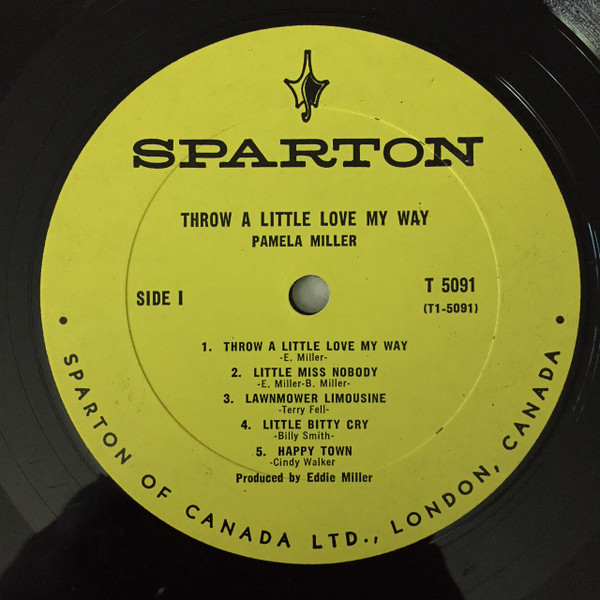 SPARTON
THROW A LITTLE LOVE MY WAY
PAMELA MILLER
SIDE I
T 5091
(T1-5091)
1. THROW A LITTLE LOVE MY WAY
-E. Miller-
2. LITTLE MISS NOBODY
-E. Miller-B. Miller-
3. LAWNMOWER LIMOUSINE
-Terry Fell-
4. LITTLE BITTY CRY
-Billy Smith-
5. HAPPY TOWN
-Cindy Walker
Produced by Eddie Miller
• SPARTON OF CANADA LTD., LONDON, CANADA •